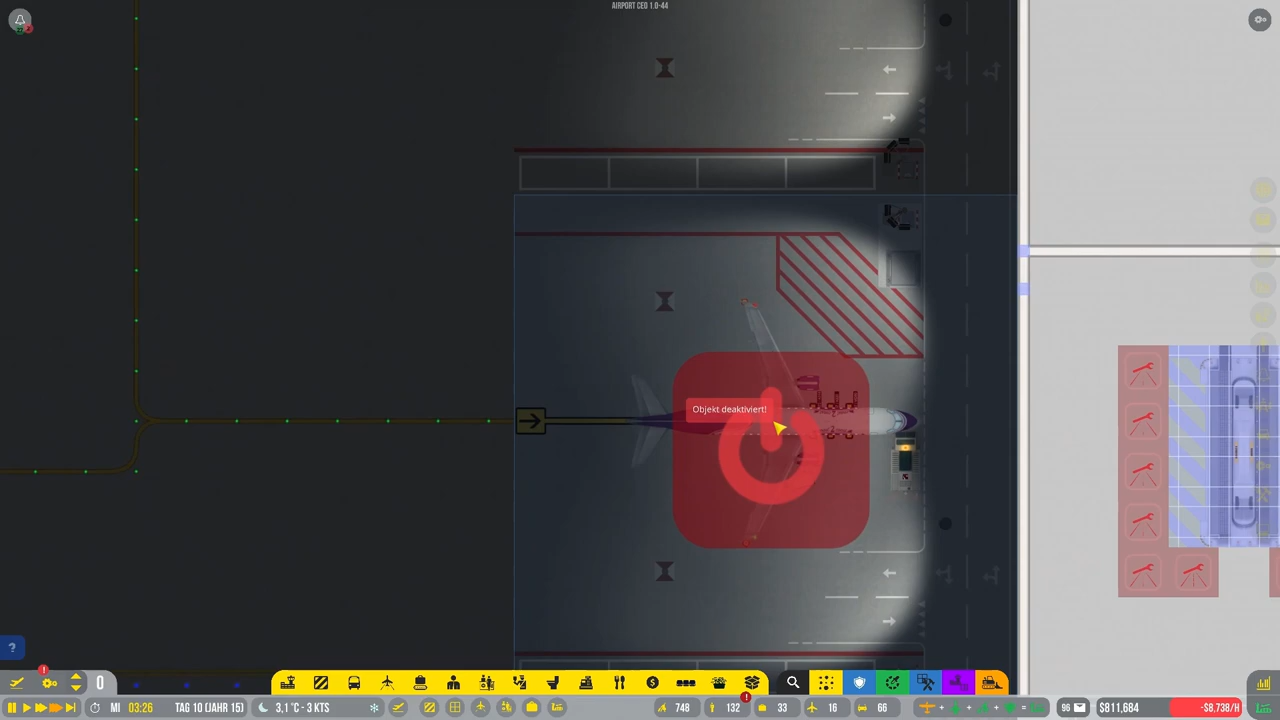 AIRPORT CEO 1.0-44
Objekt deaktiviert!
?
!
0
!
MI 03:26 TAG 10 (JAHR 15) 3,1°C - 3 KTS 748 132 33 16 66 + + + = 96 $811,684 -$8.738/H